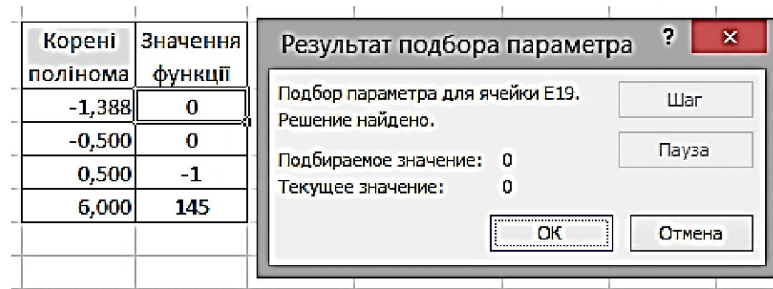 Корені Значення
полінома функції
-1,388 0
-0,500 0
0,500 -1
6,000 145
Результат подбора параметра ?
Подбор параметра для ячейки E19.
Решение найдено.
Подбираемое значение: 0
Текущее значение: 0
Шаг
Пауза
ОК Отмена